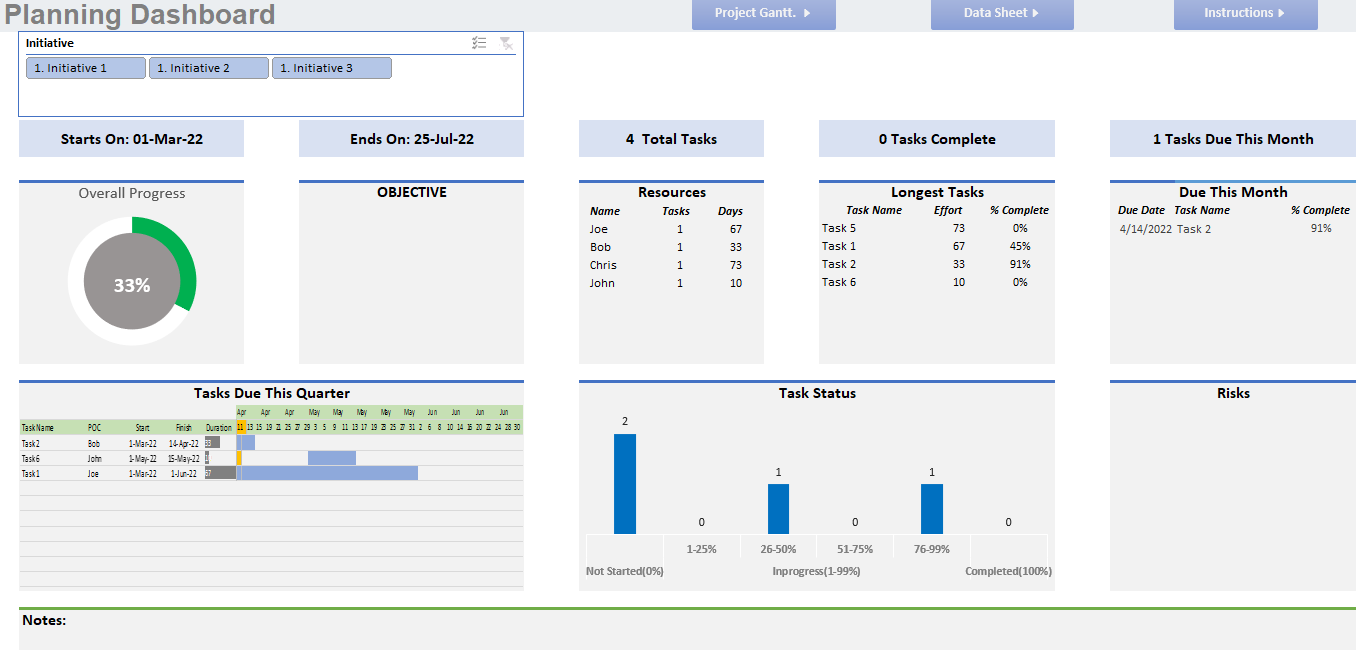 Planning Dashboard
Project Gantt.
Data Sheet
Instructions
Initiative
1. Initiative 1
1. Initiative 2
1. Initiative 3
Starts On: 01-Mar-22
Ends On: 25-Jul-22
4 Total Tasks
0 Tasks Complete
1 Tasks Due This Month
Overall Progress
33%
OBJECTIVE
Resources
Name Tasks Days
Joe 1 67
Bob 1 33
Chris 1 73
John 1 10
Longest Tasks
Task Name Effort % Complete
Task 5 73 0%
Task 1 67 45%
Task 2 33 91%
Task 6 10 0%
Due This Month
Due Date Task Name % Complete
4/14/2022 Task 2 91%
Tasks Due This Quarter
Apr Apr Apr May May May May May Jun Jun Jun Jun
Task Name POC Start Finish Duration 11 13 15 19 21 25 27 29 3 5 9 11 13 17 19 23 25 27 31 2 6 8 10 14 16 20 22 24 28 30
Task 2 Bob 1-Mar-22 14-Apr-22 33
Task 6 John 1-May-22 15-May-22
Task 1 Joe 1-Mar-22 1-Jun-22 67
Task Status
2
0
1
0
1
0
1-25% 26-50% 51-75% 76-99%
Not Started(0%) Inprogress(1-99%) Completed(100%)
Risks
Notes: